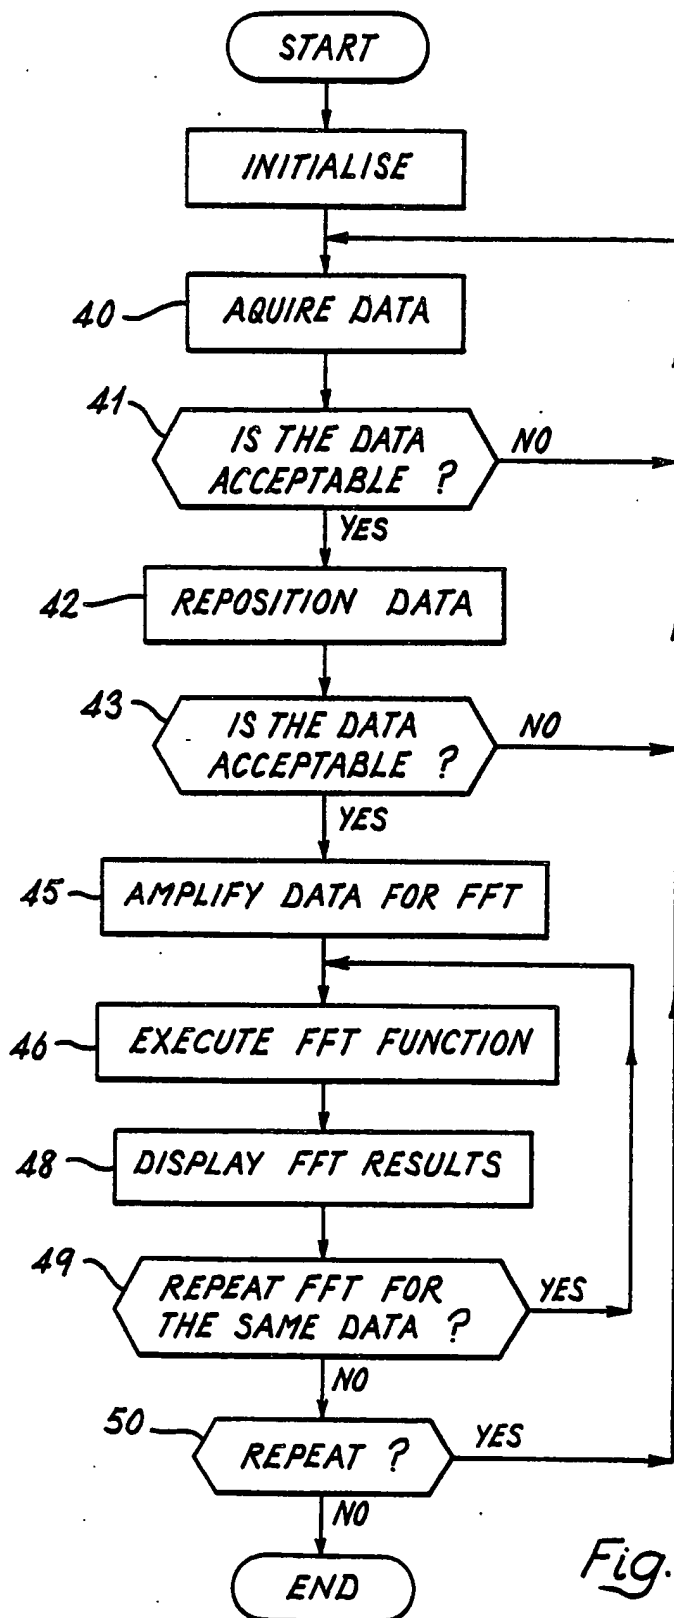 START
INITIALISE
40
AQUIRE DATA
41
IS THE DATA
ACCEPTABLE ?
NO
YES
42
REPOSITION DATA
43
IS THE DATA
ACCEPTABLE ?
NO
YES
45
AMPLIFY DATA FOR FFT
46
EXECUTE FFT FUNCTION
48
DISPLAY FFT RESULTS
49
REPEAT FFT FOR
THE SAME DATA ?
YES
NO
50
REPEAT ?
YES
NO
END
Fig.